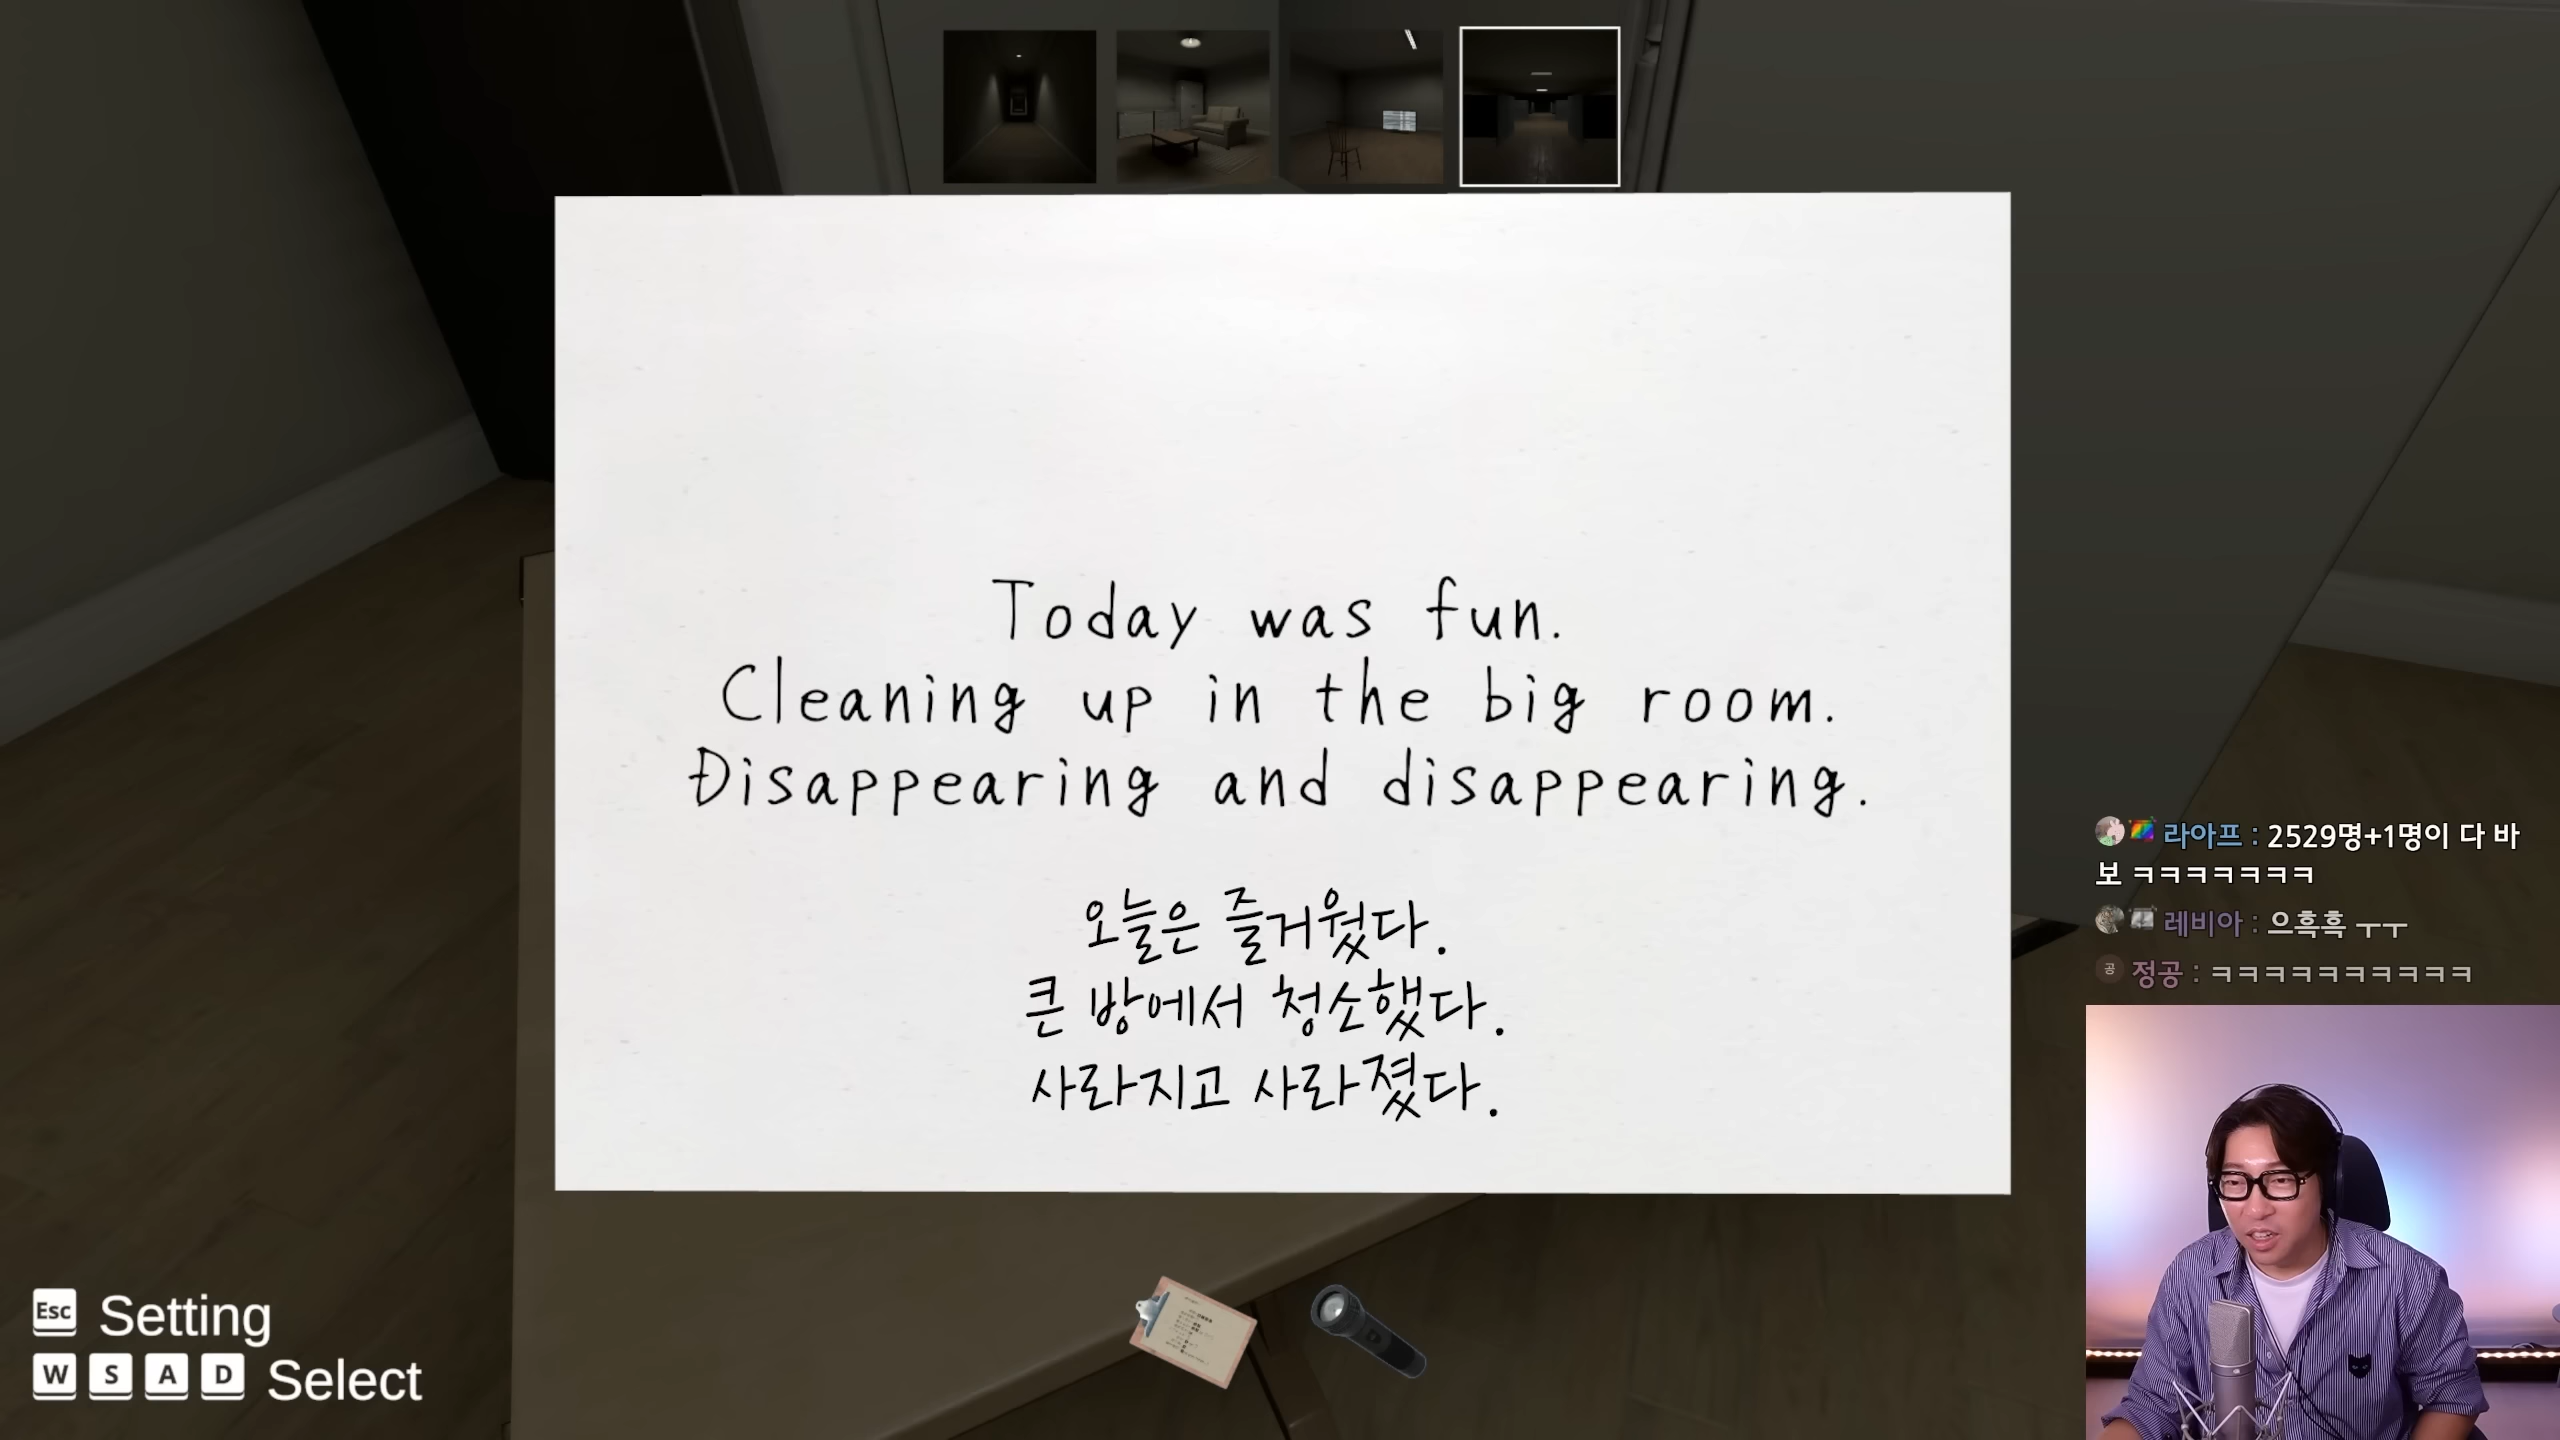 Today was fun.
Cleaning up in the big room.
Disappearing and disappearing.
오늘은 즐거웠다.
큰 방에서 청소했다.
사라지고 사라졌다.
라아프 : 2529명+1명이 다 바
보 ㅋㅋㅋㅋㅋㅋㅋ
레비아 : 으흑흑 ㅜㅜ
공 정공 : ㅋㅋㅋㅋㅋㅋㅋㅋㅋㅋ
Esc Setting
W S A D Select